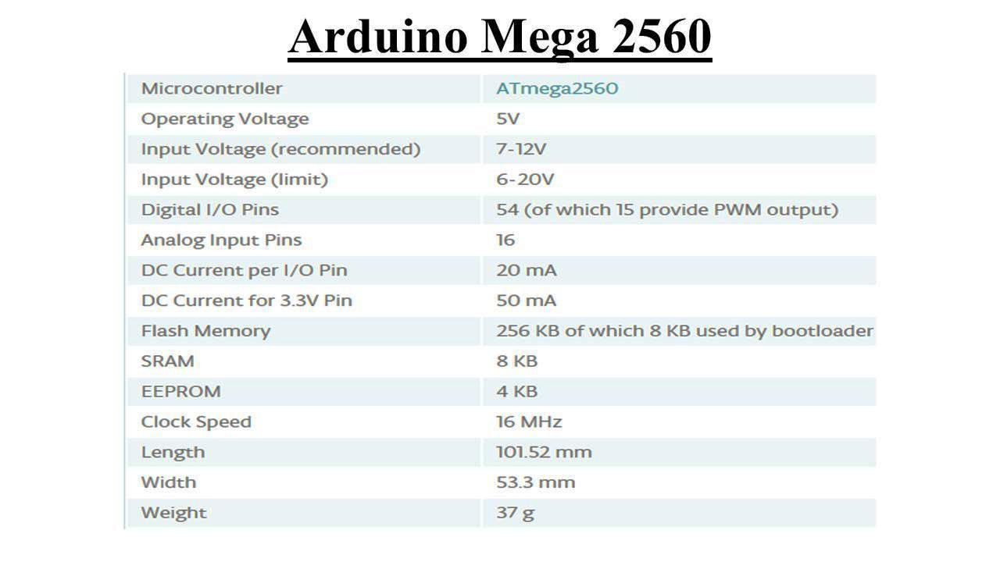 Arduino Mega 2560
Microcontroller ATmega2560
Operating Voltage 5V
Input Voltage (recommended) 7-12V
Input Voltage (limit) 6-20V
Digital I/O Pins 54 (of which 15 provide PWM output)
Analog Input Pins 16
DC Current per I/O Pin 20 mA
DC Current for 3.3V Pin 50 mA
Flash Memory 256 KB of which 8 KB used by bootloader
SRAM 8 KB
EEPROM 4 KB
Clock Speed 16 MHz
Length 101.52 mm
Width 53.3 mm
Weight 37 g